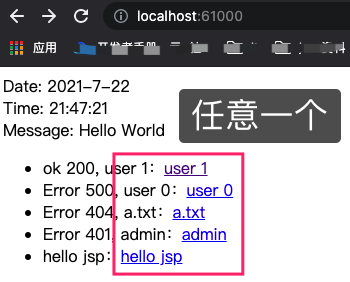 localhost:61000
应用
Date: 2021-7-22
Time: 21:47:21
Message: Hello World
任意一个
ok 200, user 1：user 1
Error 500, user 0：user 0
Error 404, a.txt：a.txt
Error 401, admin：admin
hello jsp：hello jsp